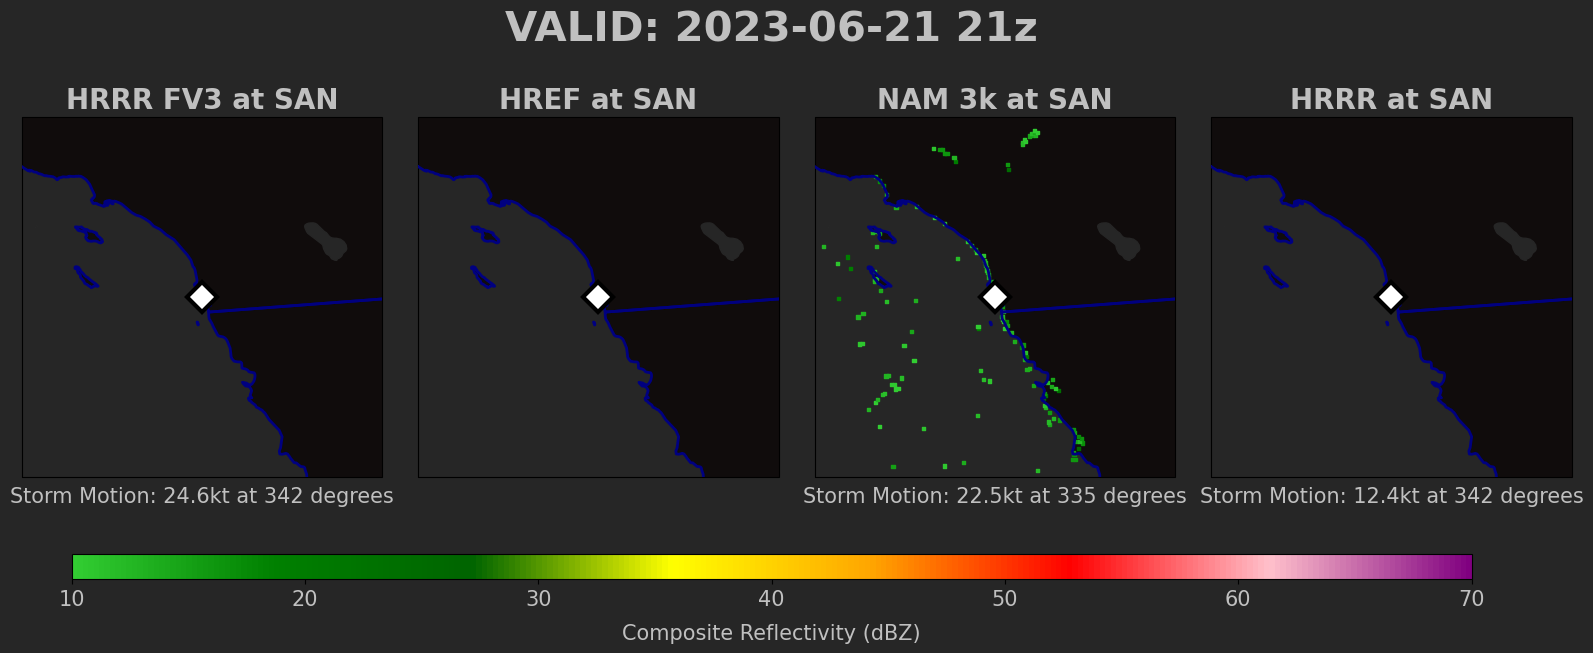 VALID: 2023-06-21 21z
HRRR FV3 at SAN
HREF at SAN
NAM 3k at SAN
HRRR at SAN
Storm Motion: 24.6kt at 342 degrees
Storm Motion: 22.5kt at 335 degrees
Storm Motion: 12.4kt at 342 degrees
10 20 30 40 50 60 70
Composite Reflectivity (dBZ)